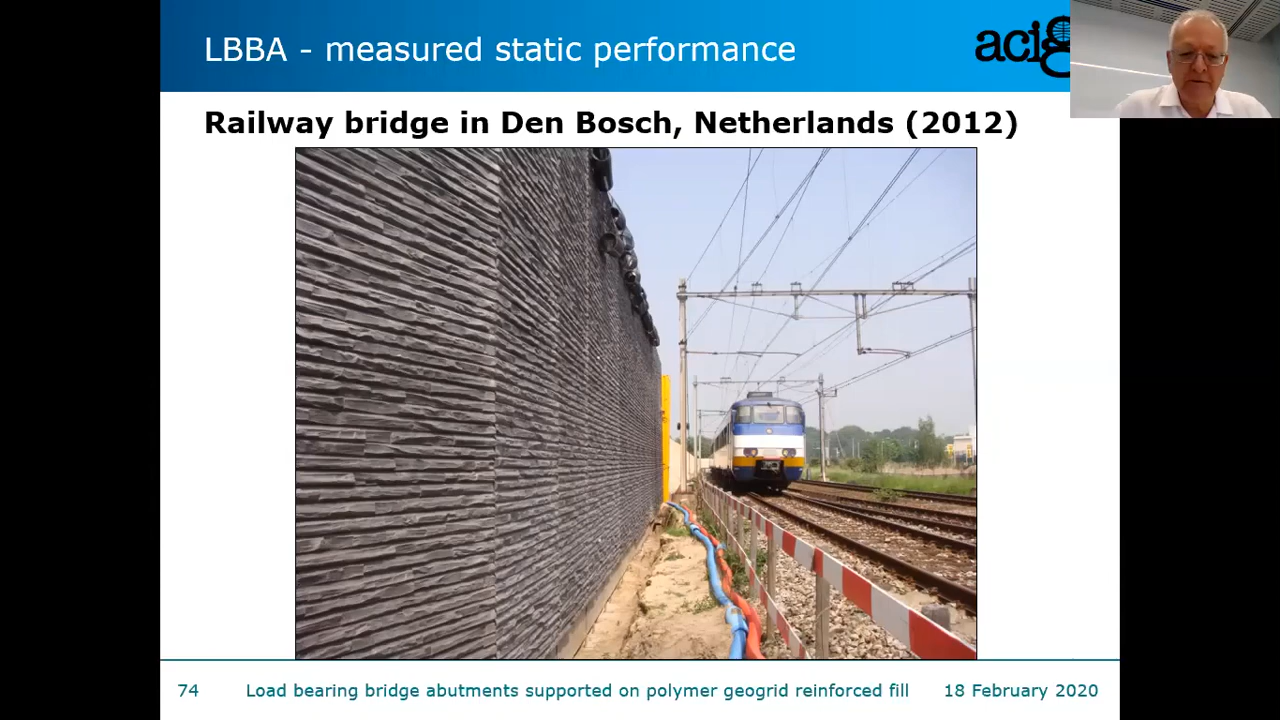 LBBA - measured static performance
acig
Railway bridge in Den Bosch, Netherlands (2012)
74 Load bearing bridge abutments supported on polymer geogrid reinforced fill 18 February 2020